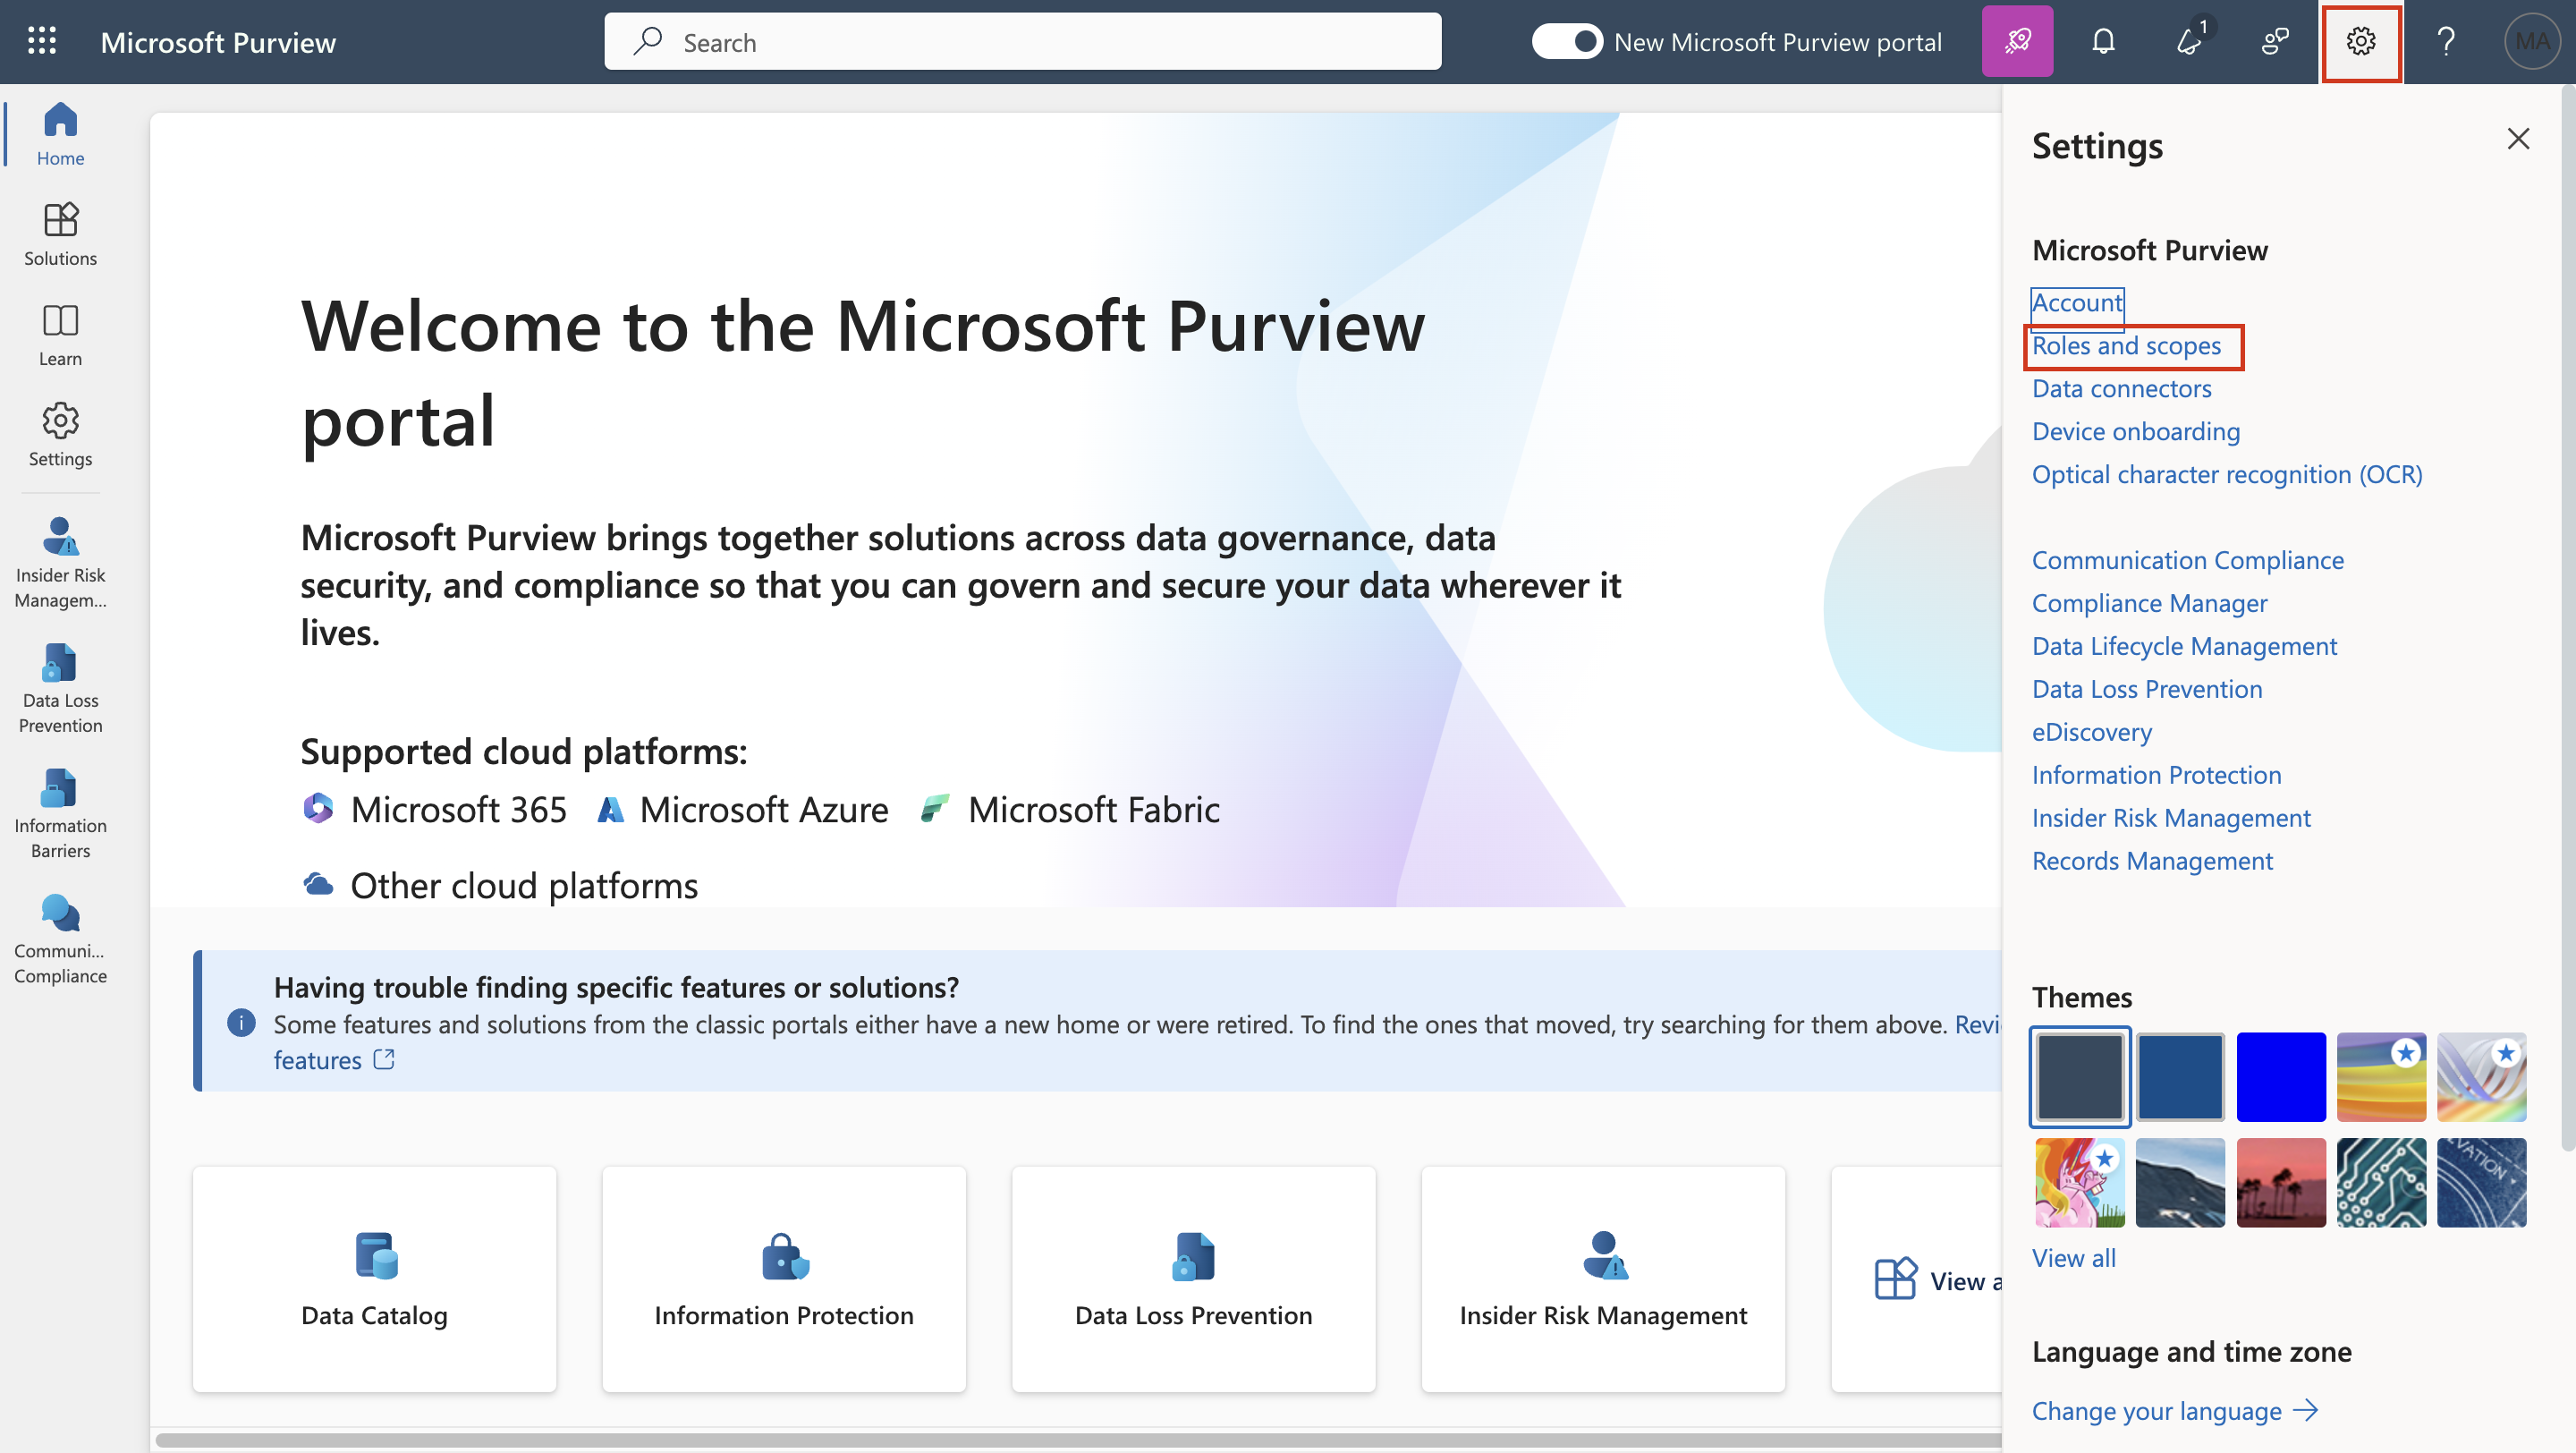 Microsoft Purview
Search
New Microsoft Purview portal
1
MA
Home
Solutions
Learn
Settings
Insider Risk
Managem...
Data Loss
Prevention
Information
Barriers
Communi...
Compliance
Welcome to the Microsoft Purview
portal
Microsoft Purview brings together solutions across data governance, data
security, and compliance so that you can govern and secure your data wherever it
lives.
Supported cloud platforms:
Microsoft 365 Microsoft Azure Microsoft Fabric
Other cloud platforms
Having trouble finding specific features or solutions?
Some features and solutions from the classic portals either have a new home or were retired. To find the ones that moved, try searching for them above. Revi
features
Data Catalog
Information Protection
Data Loss Prevention
Insider Risk Management
View a
Settings
Microsoft Purview
Account
Roles and scopes
Data connectors
Device onboarding
Optical character recognition (OCR)
Communication Compliance
Compliance Manager
Data Lifecycle Management
Data Loss Prevention
eDiscovery
Information Protection
Insider Risk Management
Records Management
Themes
VATION
View all
Language and time zone
Change your language